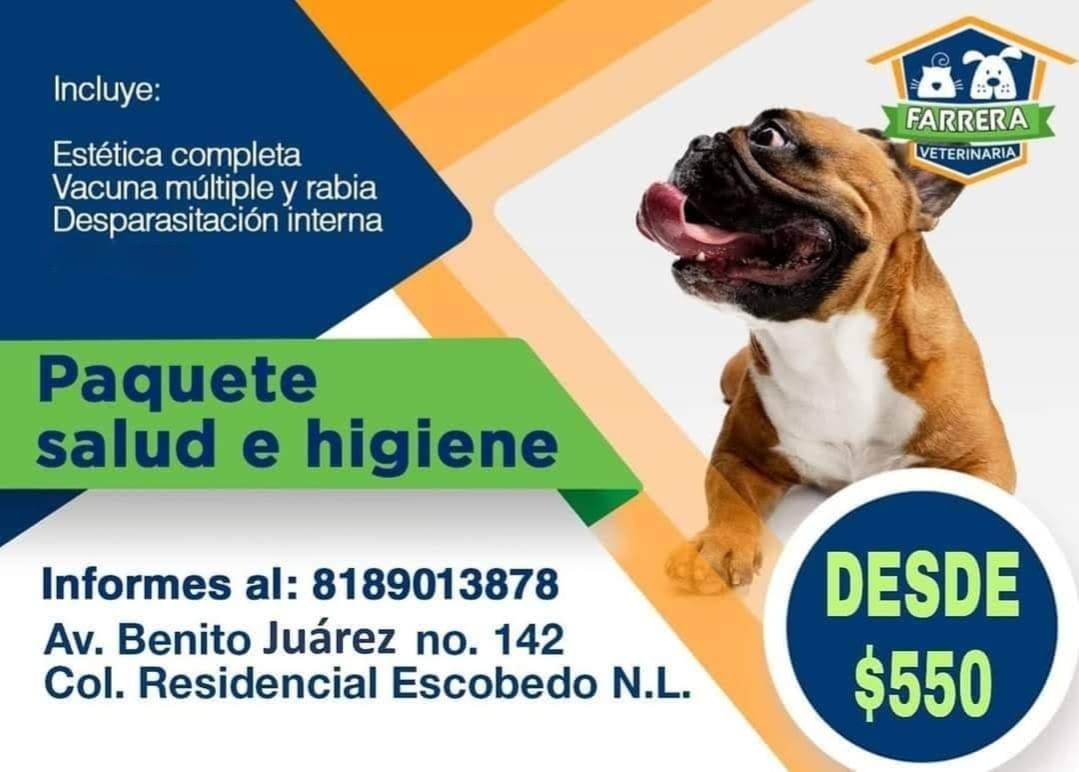 Incluye:
Estética completa
Vacuna múltiple y rabia
Desparasitación interna
FARRERA
VETERINARIA
Paquete
salud e higiene
Informes al: 8189013878
Av. Benito Juárez no. 142
Col. Residencial Escobedo N.L.
DESDE
$550